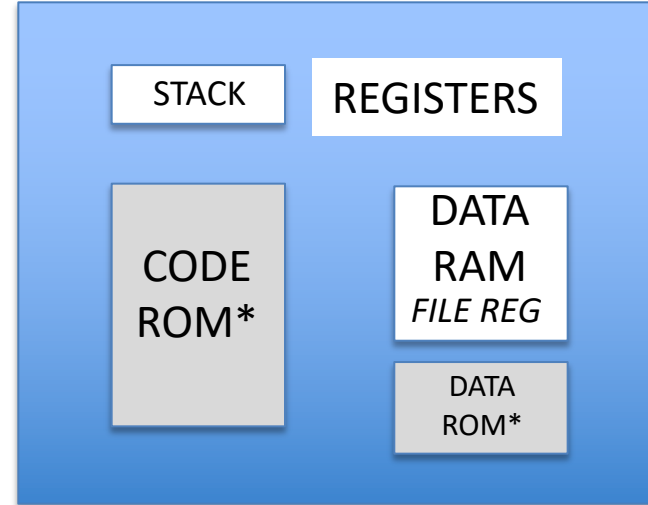 STACK
REGISTERS
CODE
ROM*
DATA
RAM
FILE REG
DATA
ROM*